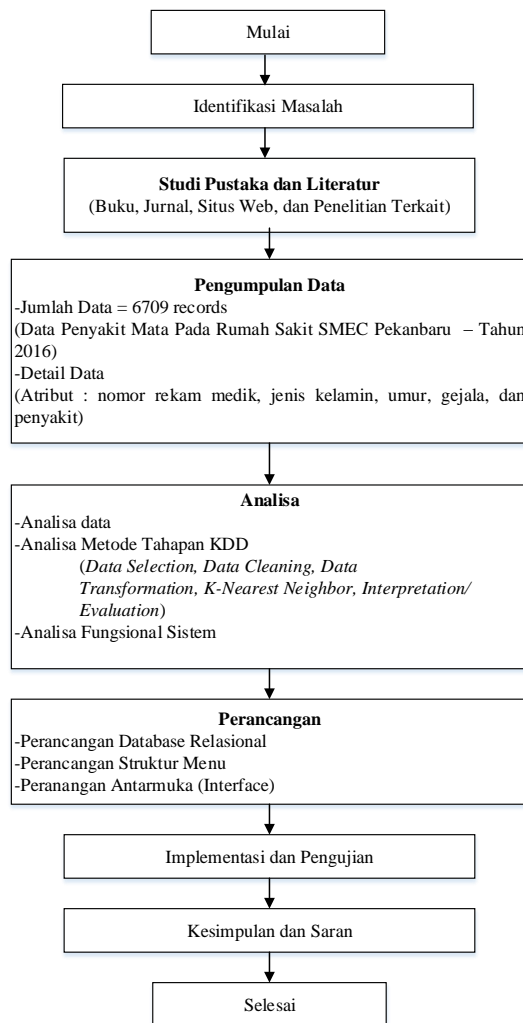 Mulai
Identifikasi Masalah
Studi Pustaka dan Literatur
(Buku, Jurnal, Situs Web, dan Penelitian Terkait)
Pengumpulan Data
-Jumlah Data = 6709 records
(Data Penyakit Mata Pada Rumah Sakit SMEC Pekanbaru – Tahun
2016)
-Detail Data
(Atribut : nomor rekam medik, jenis kelamin, umur, gejala, dan
penyakit)
Analisa
-Analisa data
-Analisa Metode Tahapan KDD
(Data Selection, Data Cleaning, Data
Transformation, K-Nearest Neighbor, Interpretation/
Evaluation)
-Analisa Fungsional Sistem
Perancangan
-Perancangan Database Relasional
-Perancangan Struktur Menu
-Peranangan Antarmuka (Interface)
Implementasi dan Pengujian
Kesimpulan dan Saran
Selesai